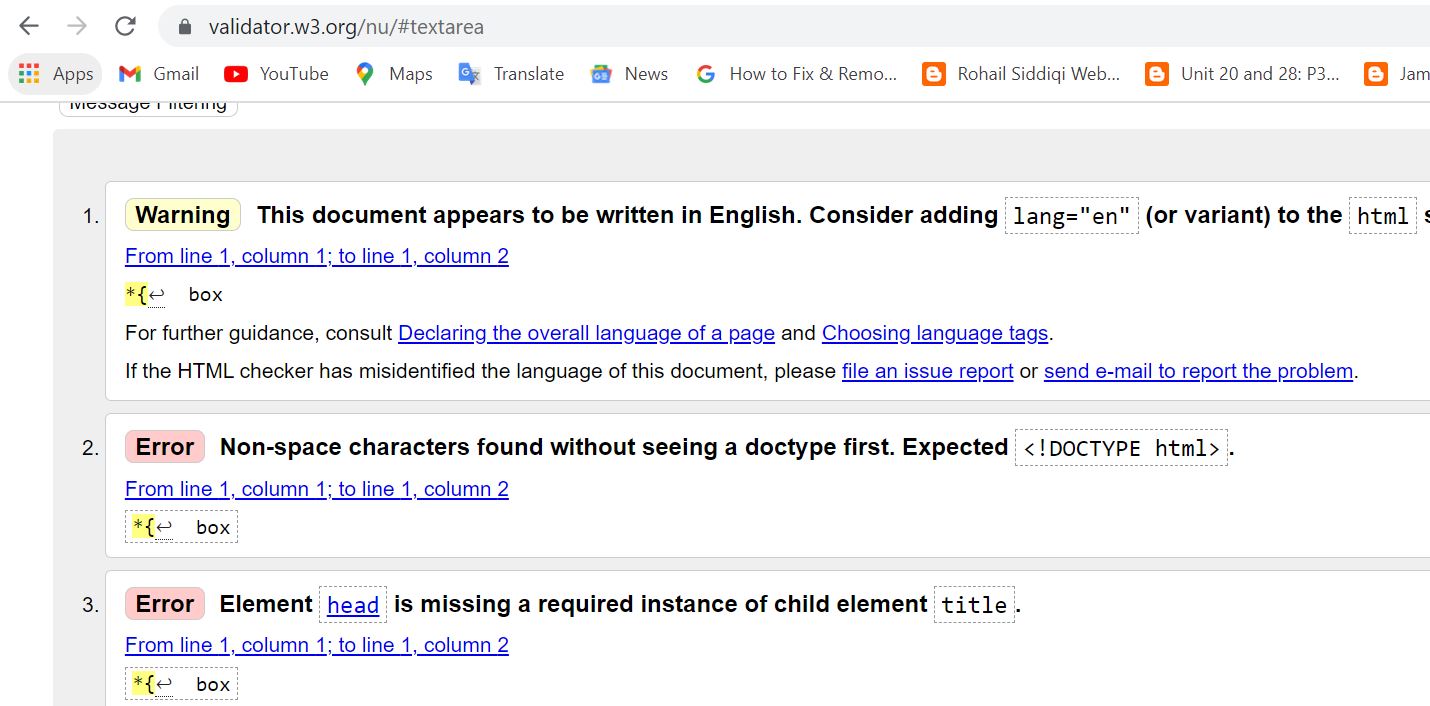 validator.w3.org/nu/#textarea
Apps Gmail YouTube Maps Translate News How to Fix & Remo... Rohail Siddiqi Web... Unit 20 and 28: P3... Jam
Message Filtering
1. Warning This document appears to be written in English. Consider adding lang="en" (or variant) to the html s
From line 1, column 1; to line 1, column 2
*{↩ box
For further guidance, consult Declaring the overall language of a page and Choosing language tags.
If the HTML checker has misidentified the language of this document, please file an issue report or send e-mail to report the problem.
2. Error Non-space characters found without seeing a doctype first. Expected <!DOCTYPE html>.
From line 1, column 1; to line 1, column 2
*{↩ box
3. Error Element head is missing a required instance of child element title.
From line 1, column 1; to line 1, column 2
*{↩ box